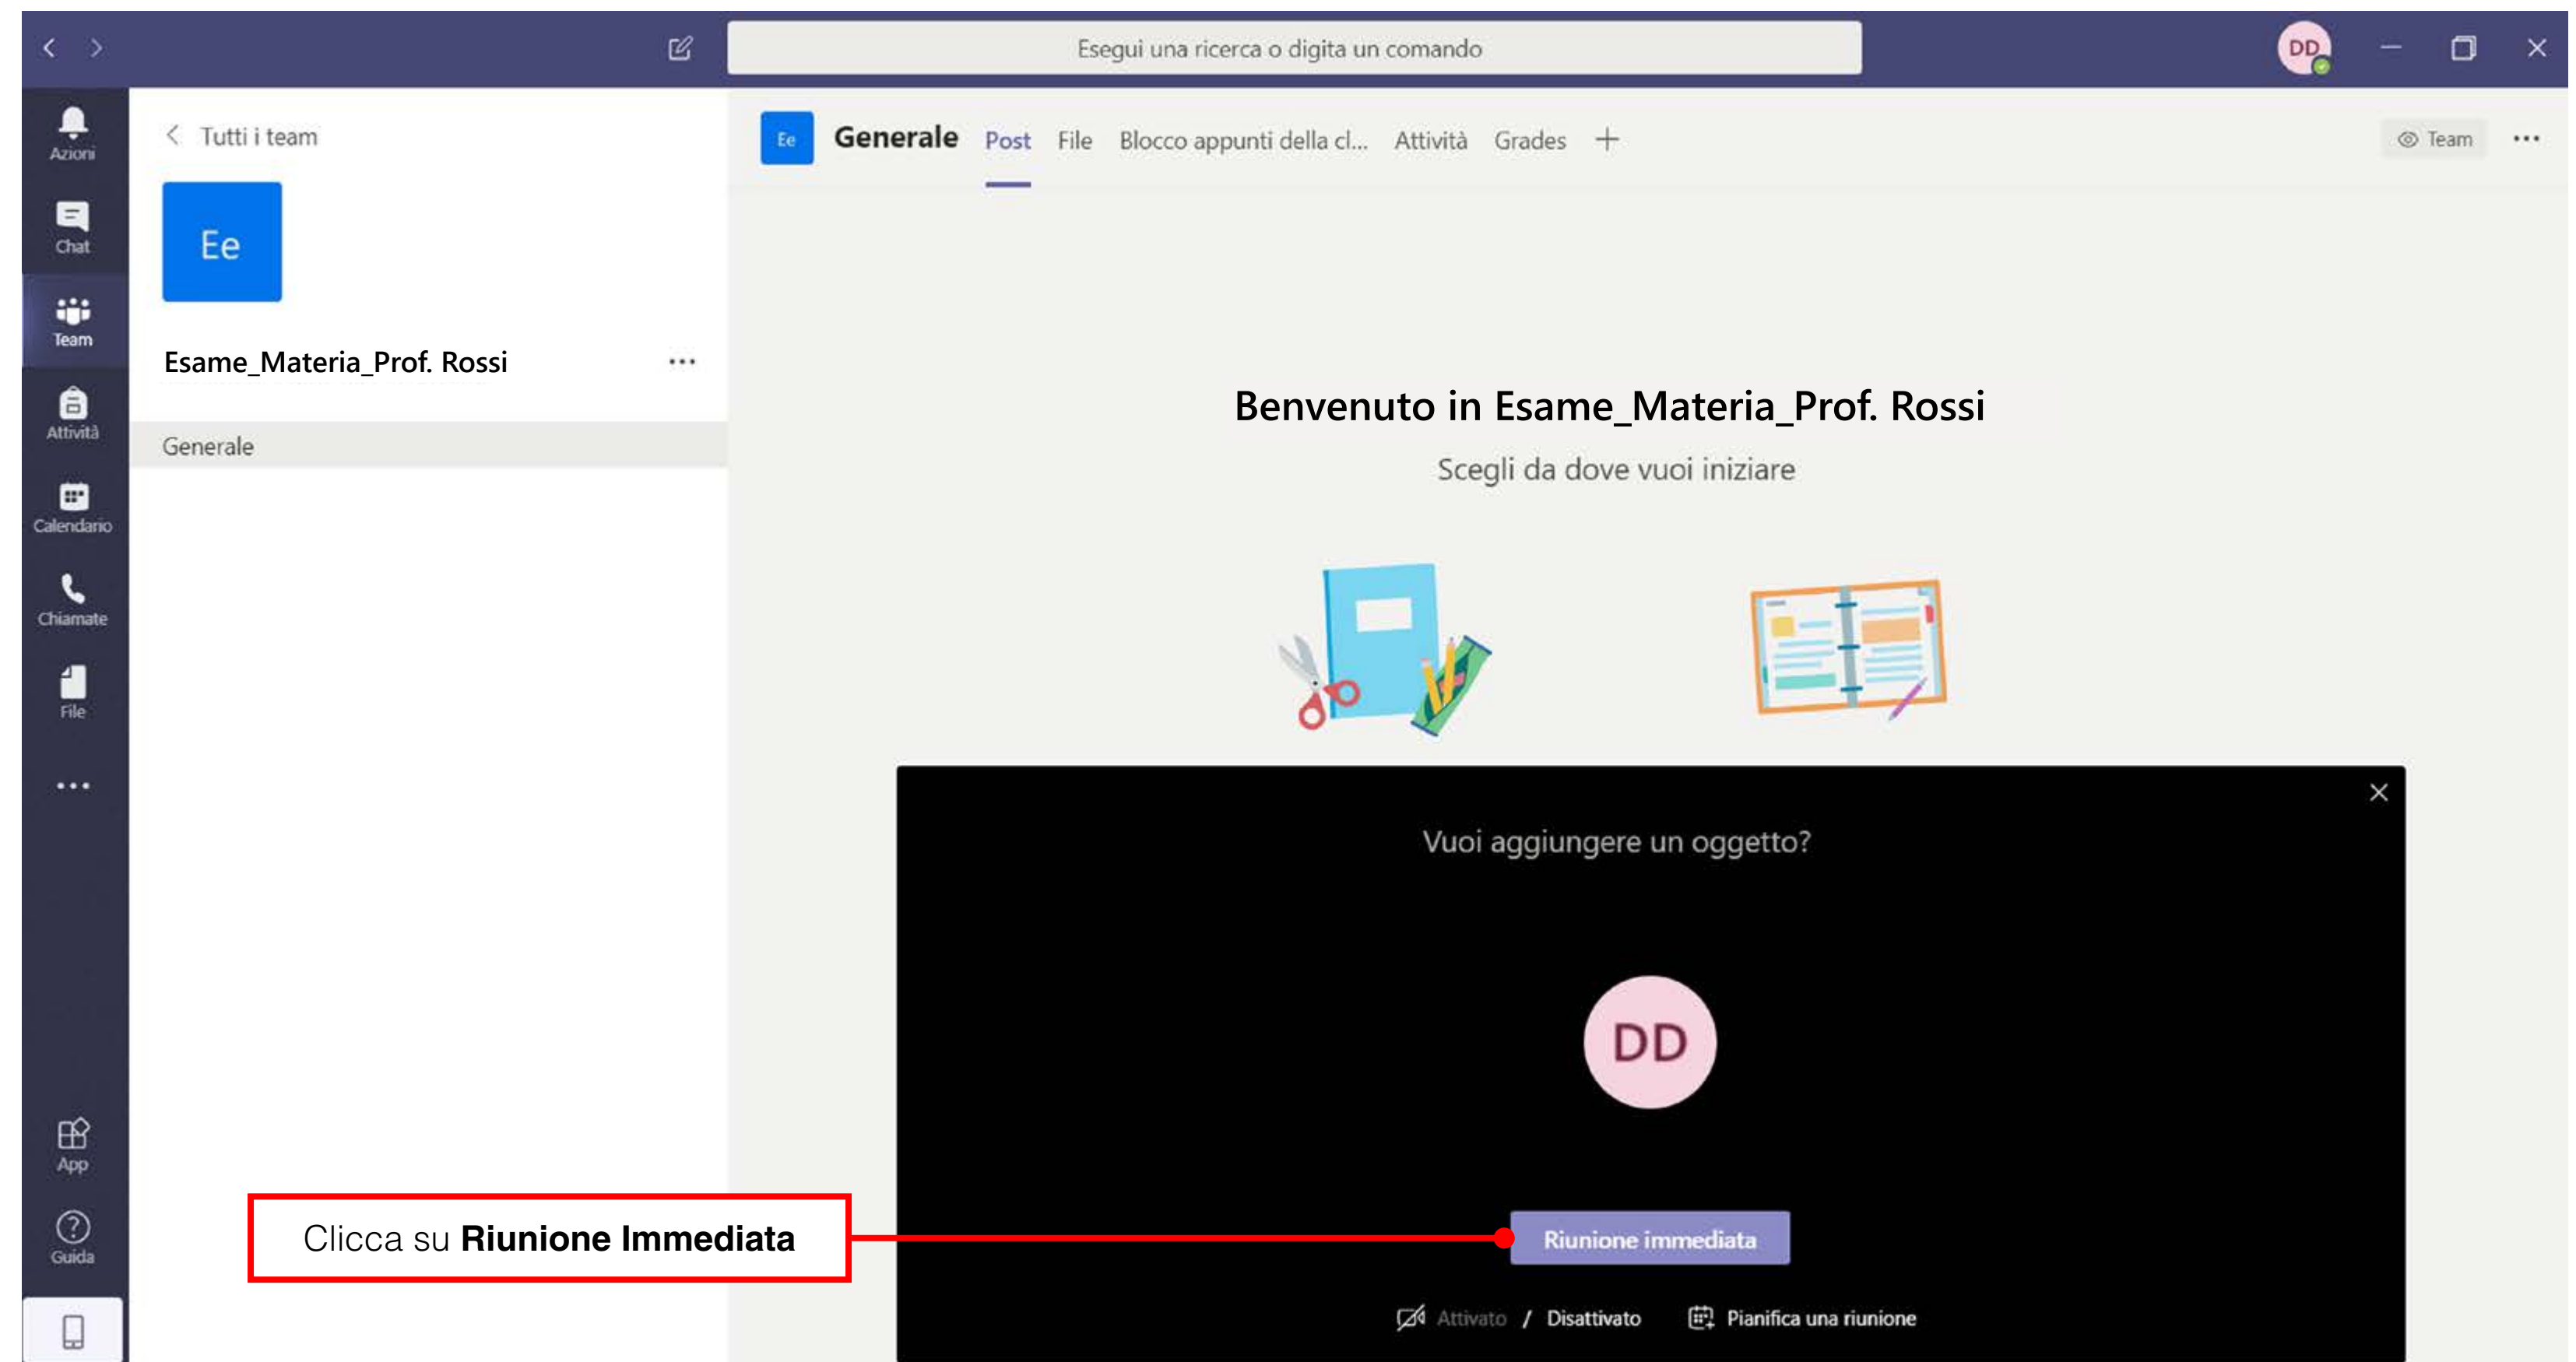 Esegui una ricerca o digita un comando
DD
Azioni
Chat
Team
Attività
Calendario
Chiamate
File
App
Guida
Tutti i team
Ee
Esame_Materia_Prof. Rossi
Generale
Ee Generale Post File Blocco appunti della cl... Attività Grades Team
Benvenuto in Esame_Materia_Prof. Rossi
Scegli da dove vuoi iniziare
Vuoi aggiungere un oggetto?
DD
Clicca su Riunione Immediata
Riunione immediata
Attivato / Disattivato Pianifica una riunione